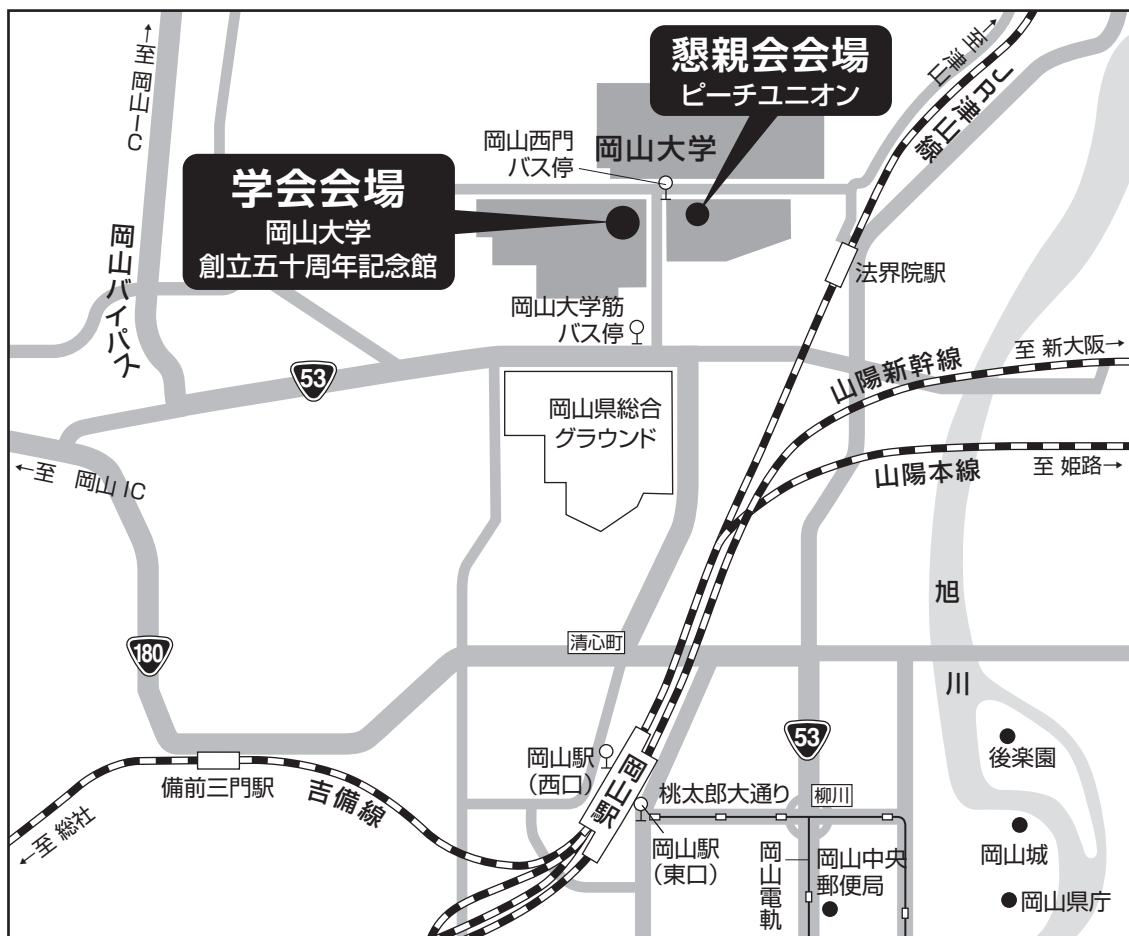 ←至 岡山IC
懇親会会場
ピーチユニオン
至 津山→
JR津山線
岡山西門
バス停
岡山大学
学会会場
岡山大学
創立五十周年記念館
岡山バイパス
法界院駅
岡山大学筋
バス停
53
山陽新幹線
至 新大阪→
岡山県総合
グラウンド
山陽本線
至 姫路→
←至 岡山IC
旭川
180
清心町
53
後楽園
岡山駅
(西口)
岡山駅
桃太郎大通り
柳川
備前三門駅
吉備線
←至 総社
岡山駅
(東口)
岡山電軌
岡山中央
郵便局
岡山城
岡山県庁